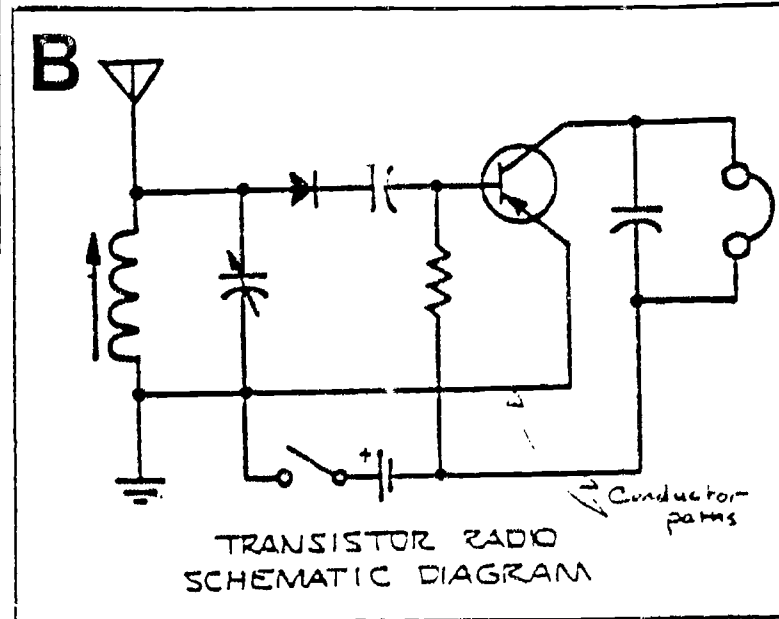 B
+
Conductor
paths
TRANSISTOR RADIO
SCHEMATIC DIAGRAM